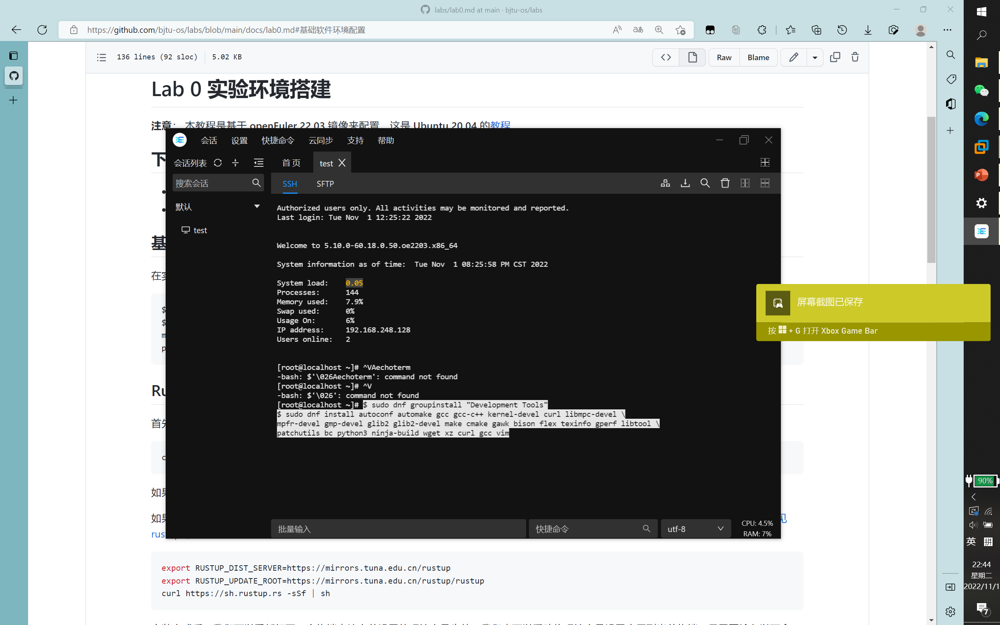 labs/lab0.md at main · bjtu-os/labs
https://github.com/bjtu-os/labs/blob/main/docs/lab0.md#基础软件环境配置
136 lines (92 sloc) 5.02 KB
Raw Blame
Lab 0 实验环境搭建
注意： 本教程是基于 openEuler 22.03 镜像来配置，这是 Ubuntu 20.04 的教程
下
基
在实
$
$
m
p
Ru
首先
c
如果
如果
见
rust
会话 设置 快捷命令 云同步 支持 帮助
会话列表
首页
test
搜索会话
SSH SFTP
默认
test
Authorized users only. All activities may be monitored and reported.
Last login: Tue Nov  1 12:25:22 2022
Welcome to 5.10.0-60.18.0.50.oe2203.x86_64
System information as of time:  Tue Nov  1 08:25:58 PM CST 2022
System load:    0.05
Processes:      144
Memory used:    7.9%
Swap used:      0%
Usage On:       6%
IP address:     192.168.248.128
Users online:   2
[root@localhost ~]# ^VAechoterm
-bash: $'\026Aechoterm': command not found
[root@localhost ~]# ^V
-bash: $'\026': command not found
[root@localhost ~]# $ sudo dnf groupinstall "Development Tools"
$ sudo dnf install autoconf automake gcc gcc-c++ kernel-devel curl libmpc-devel \
mpfr-devel gmp-devel glib2 glib2-devel make cmake gawk bison flex texinfo gperf libtool \
patchutils bc python3 ninja-build wget xz curl gcc vim
批量输入
快捷命令
utf-8
CPU: 4.5%
RAM: 7%
屏幕截图已保存
按 + G 打开 Xbox Game Bar
export RUSTUP_DIST_SERVER=https://mirrors.tuna.edu.cn/rustup
export RUSTUP_UPDATE_ROOT=https://mirrors.tuna.edu.cn/rustup/rustup
curl https://sh.rustup.rs -sSf | sh
90%
英 拼
22:44
星期二
2022/11/1
7